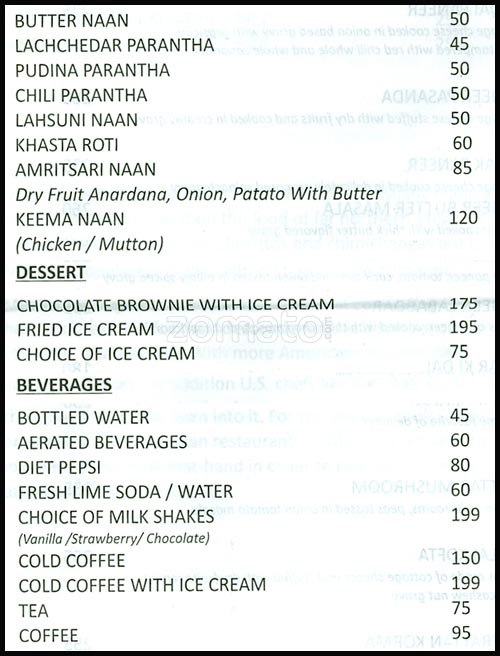 BUTTER NAAN 50
LACHCHEDAR PARANTHA 45
PUDINA PARANTHA 50
CHILI PARANTHA 50
LAHSUNI NAAN 50
KHASTA ROTI 60
AMRITSARI NAAN 85
Dry Fruit Anardana, Onion, Patato With Butter
KEEMA NAAN 120
(Chicken / Mutton)
DESSERT
CHOCOLATE BROWNIE WITH ICE CREAM 175
FRIED ICE CREAM 195
zomato
CHOICE OF ICE CREAM 75
BEVERAGES
BOTTLED WATER 45
AERATED BEVERAGES 60
DIET PEPSI 80
FRESH LIME SODA / WATER 60
CHOICE OF MILK SHAKES 199
(Vanilla /Strawberry/ Chocolate)
COLD COFFEE 150
COLD COFFEE WITH ICE CREAM 199
TEA 75
COFFEE 95